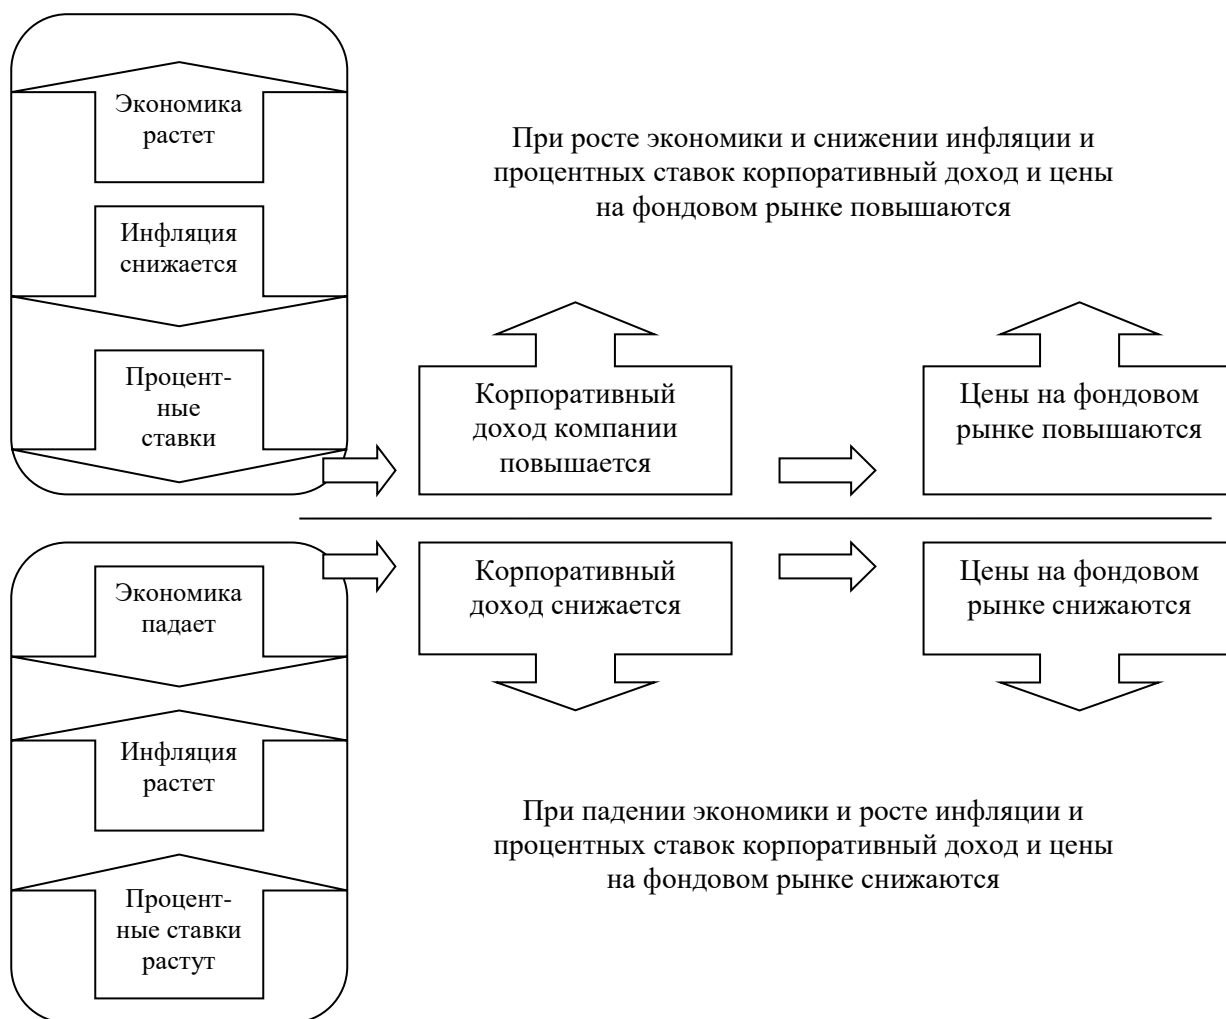 Экономика
растет
При росте экономики и снижении инфляции и
процентных ставок корпоративный доход и цены
на фондовом рынке повышаются
Инфляция
снижается
Процент-
ные
ставки
Корпоративный
доход компании
повышается
Цены на фондовом
рынке повышаются
Экономика
падает
Корпоративный
доход снижается
Цены на фондовом
рынке снижаются
Инфляция
растет
При падении экономики и росте инфляции и
процентных ставок корпоративный доход и цены
на фондовом рынке снижаются
Процент-
ные ставки
растут